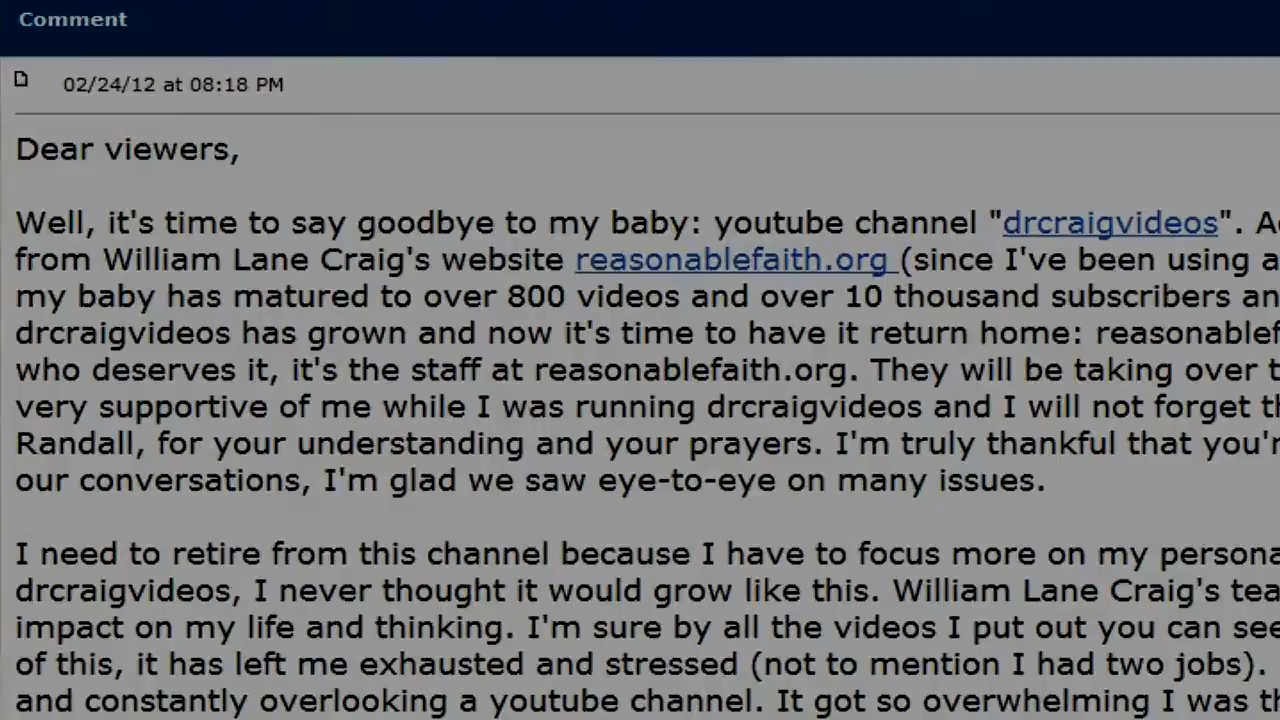 Comment
02/24/12 at 08:18 PM
Dear viewers,
Well, it's time to say goodbye to my baby: youtube channel "drcraigvideos".
from William Lane Craig's website reasonablefaith.org (since I've been using a
my baby has matured to over 800 videos and over 10 thousand subscribers an
drcraigvideos has grown and now it's time to have it return home: reasonablef
who deserves it, it's the staff at reasonablefaith.org. They will be taking over t
very supportive of me while I was running drcraigvideos and I will not forget th
Randall, for your understanding and your prayers. I'm truly thankful that you'r
our conversations, I'm glad we saw eye-to-eye on many issues.
I need to retire from this channel because I have to focus more on my persona
drcraigvideos, I never thought it would grow like this. William Lane Craig's tea
impact on my life and thinking. I'm sure by all the videos I put out you can see
of this, it has left me exhausted and stressed (not to mention I had two jobs).
and constantly overlooking a youtube channel. It got so overwhelming I was th